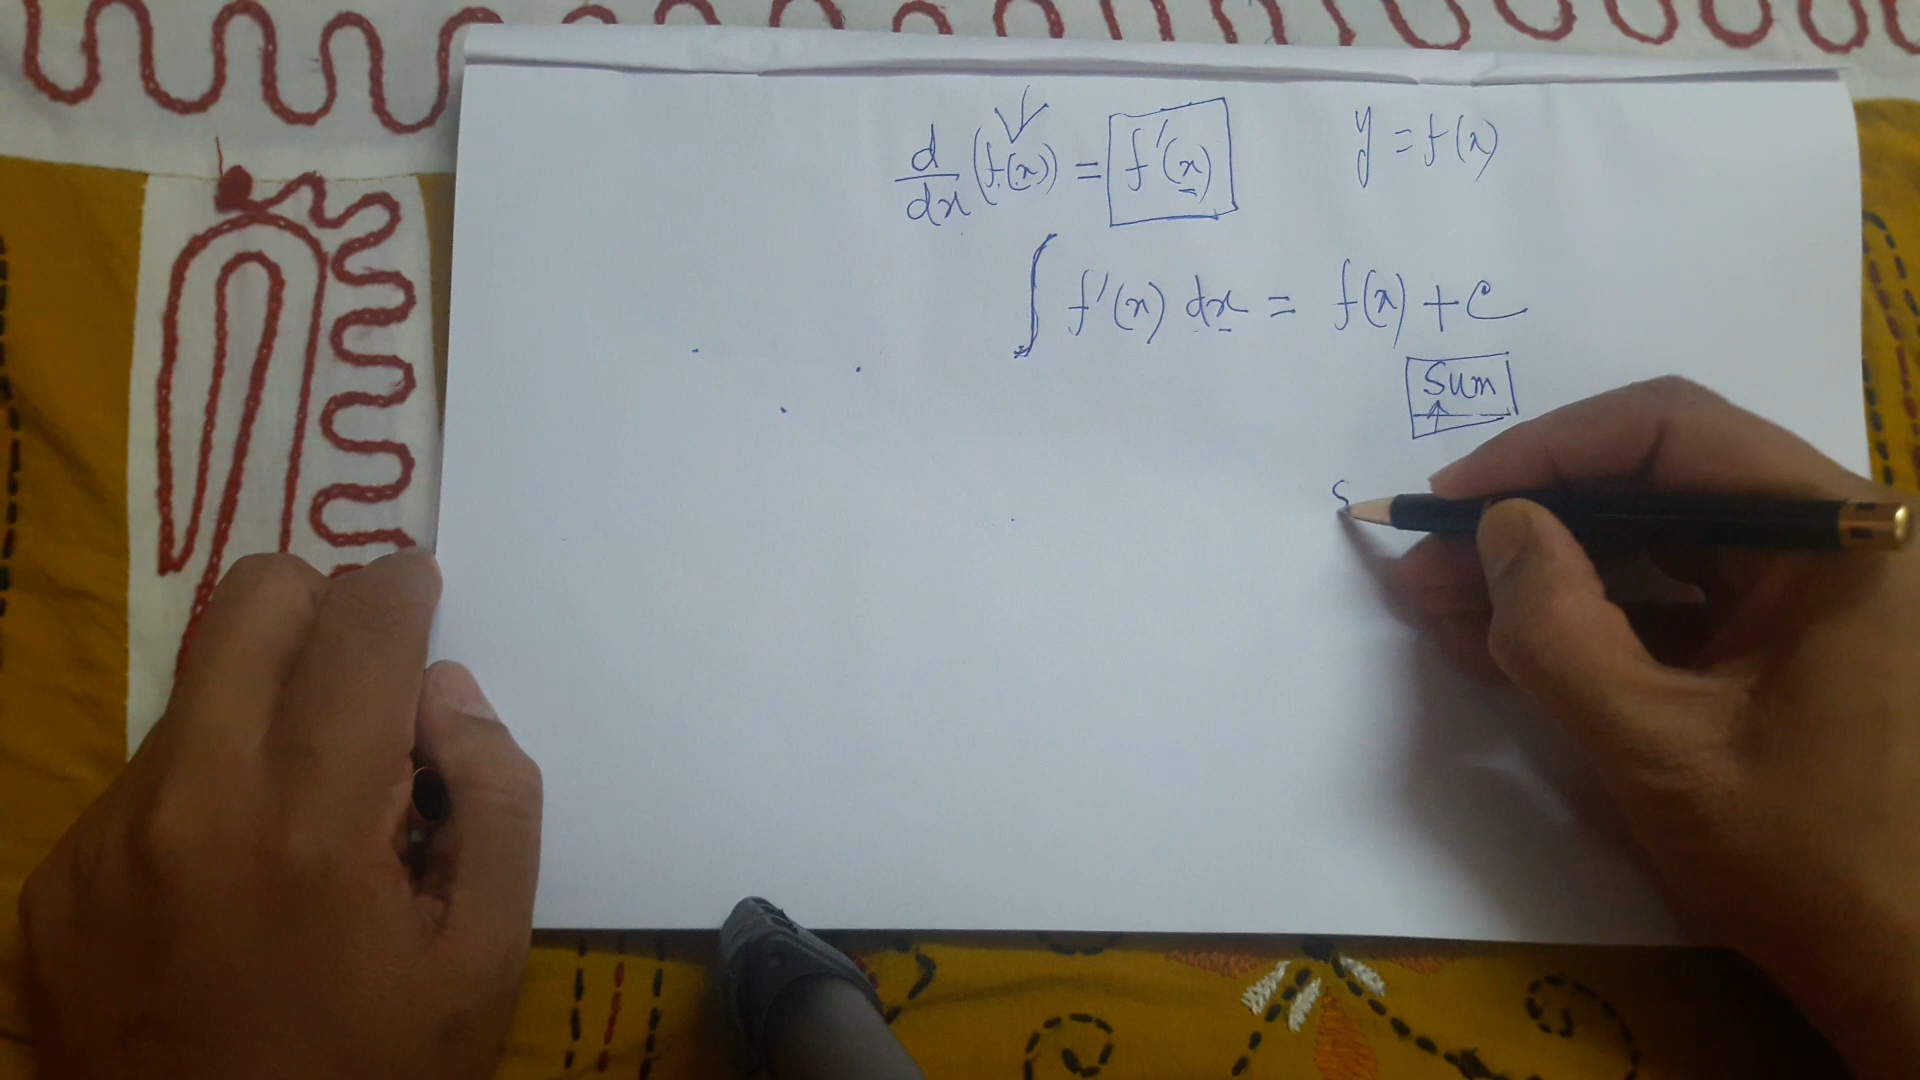 d/dx (f(x)) = f'(x)
y = f(x)
∫ f'(x) dx = f(x) + c
Sum
S